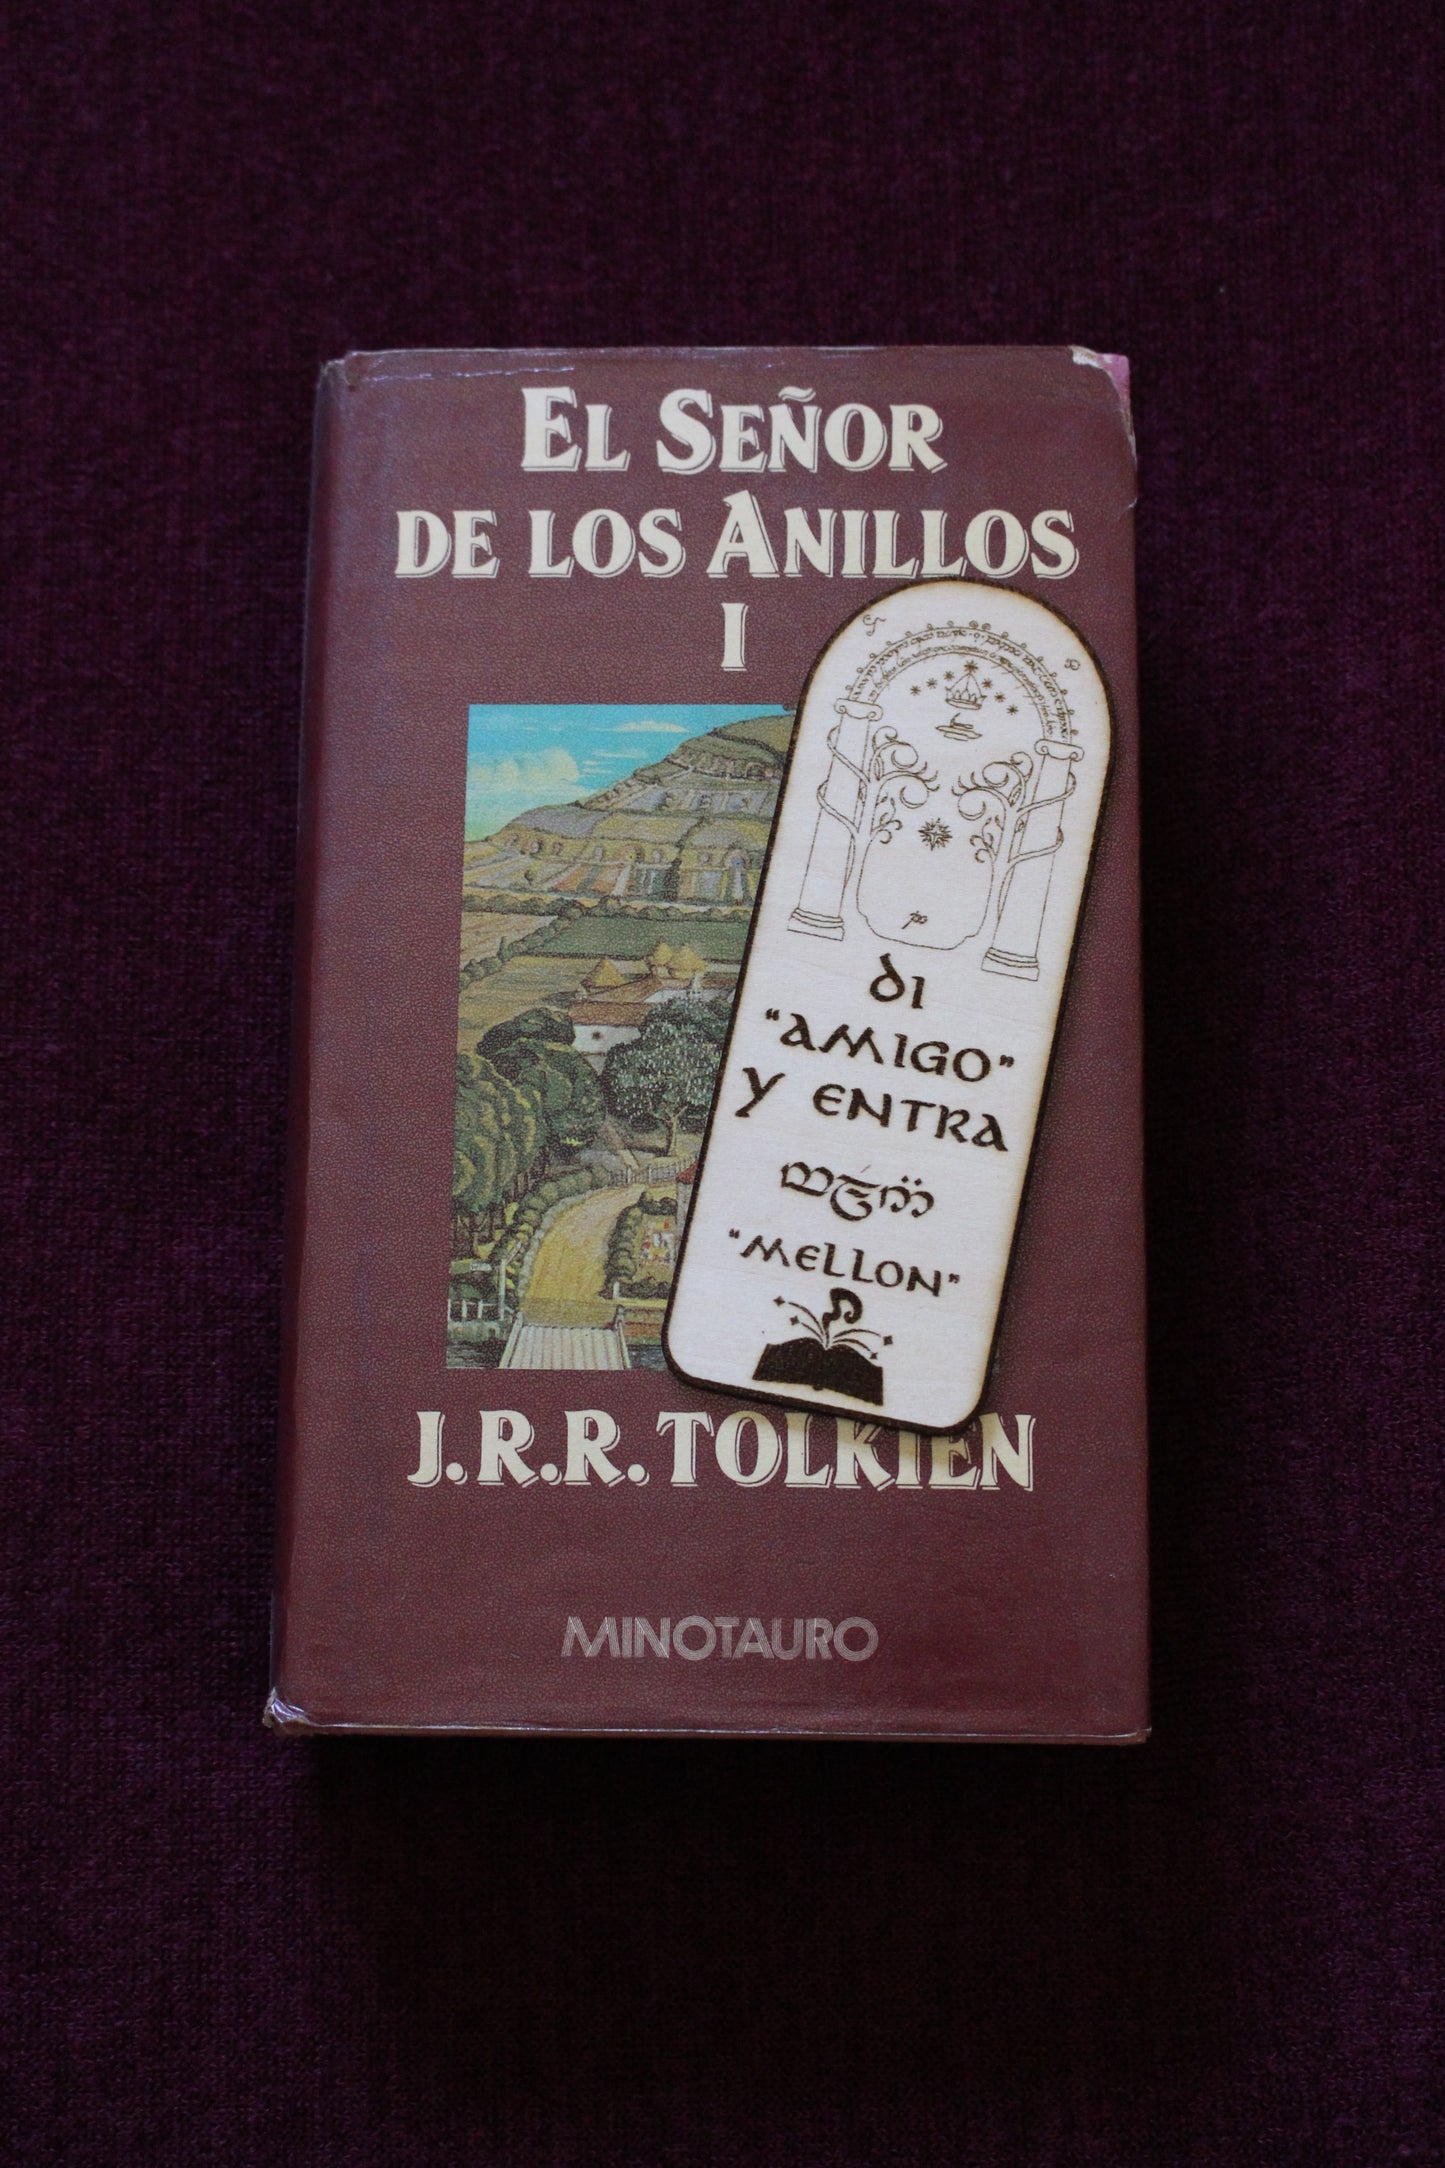 EL SEÑOR
DE LOS ANILLOS
I
DI
"AMIGO"
Y ENTRA
"MELLON"
J.R.R. TOLKIEN
MINOTAURO